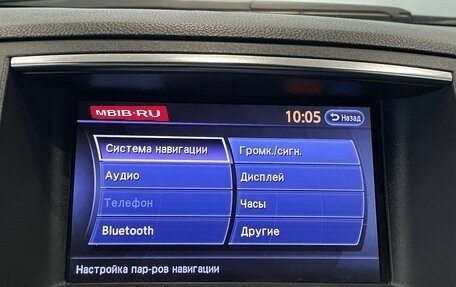 MBIB-RU
10:05
Назад
Система навигации
Громк./сигн.
Аудио
Дисплей
Телефон
Часы
Bluetooth
Другие
Настройка пар-ров навигации